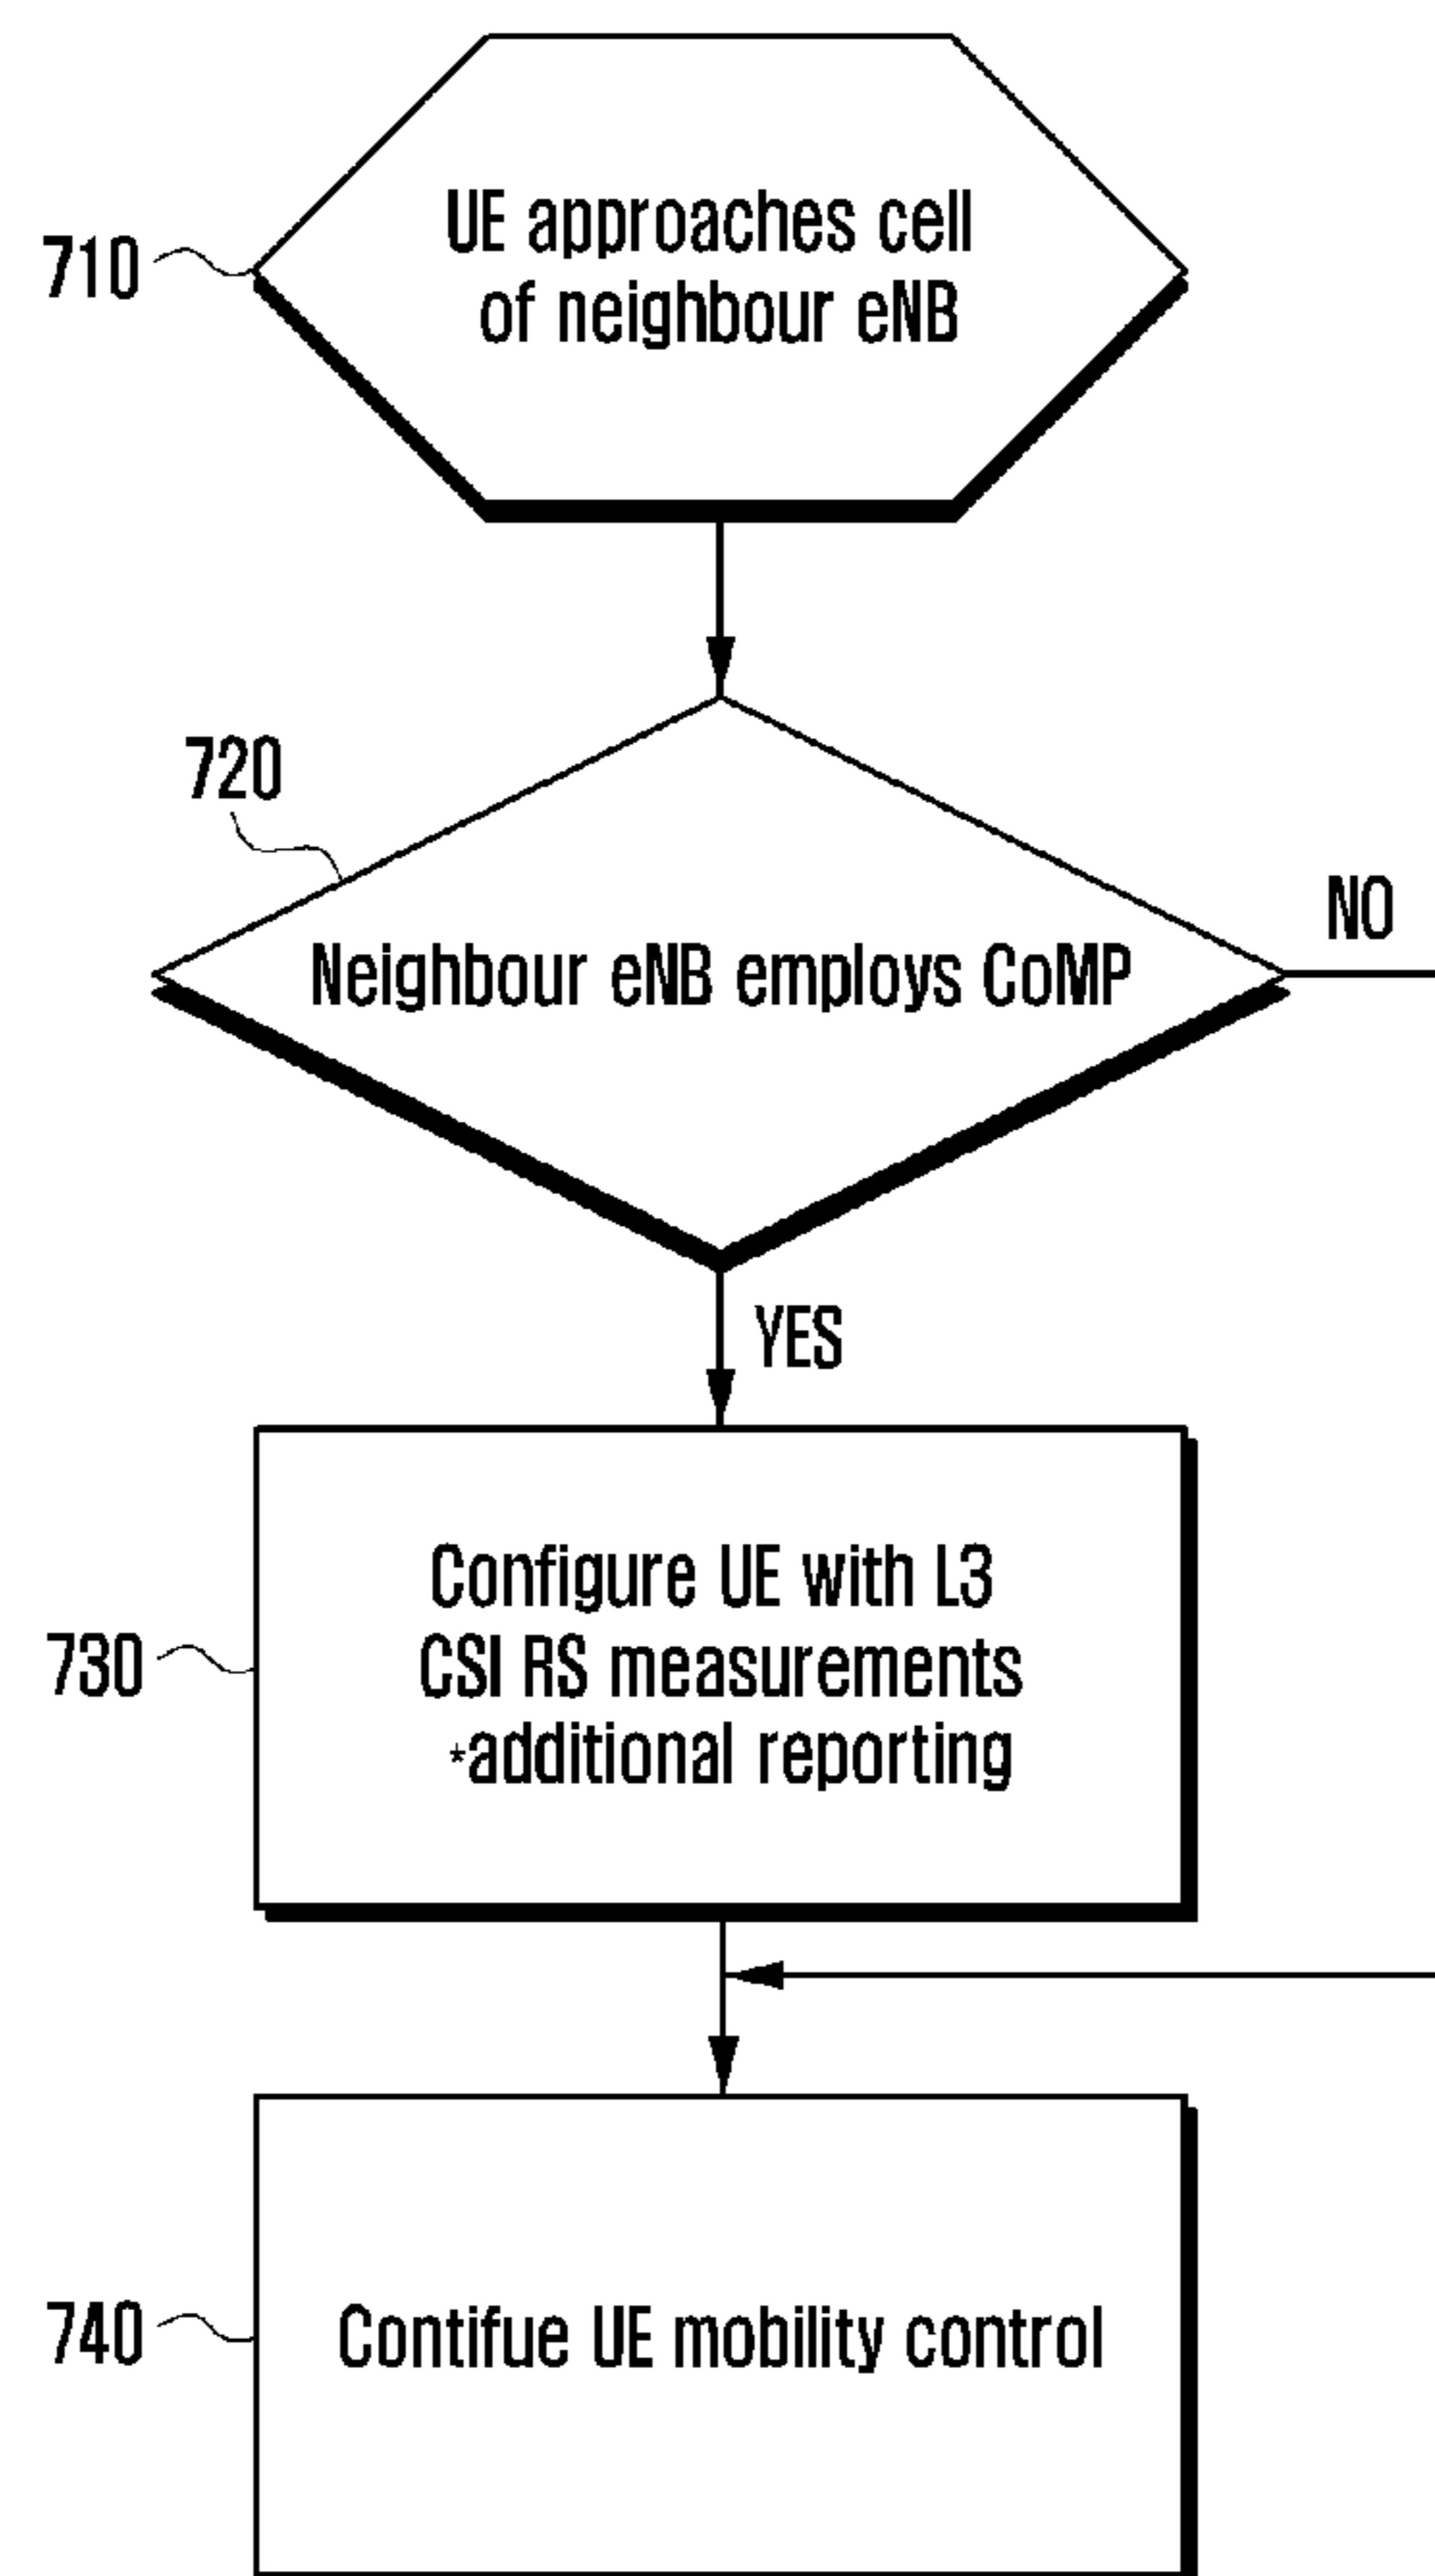 UE approaches cell
of neighbour eNB
710
720
NO
Neighbour eNB employs CoMP
YES
Configure UE with L3
CSI RS measurements
*additional reporting
730
Contifue UE mobility control
740